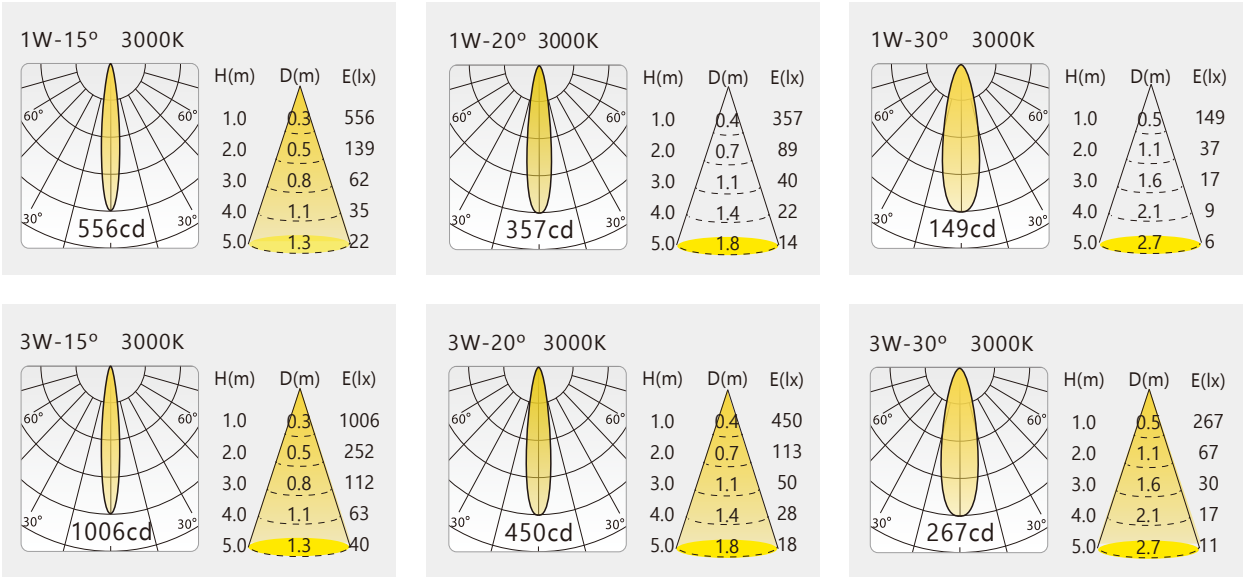 1W-15º 3000K
H(m) D(m) E(lx)
60° 60°
1.0 0.3 556
2.0 0.5 139
3.0 0.8 62
4.0 1.1 35
30° 30°
556cd
5.0 1.3 22
1W-20º 3000K
H(m) D(m) E(lx)
60° 60°
1.0 0.4 357
2.0 0.7 89
3.0 1.1 40
4.0 1.4 22
30° 30°
357cd
5.0 1.8 14
1W-30º 3000K
H(m) D(m) E(lx)
60° 60°
1.0 0.5 149
2.0 1.1 37
3.0 1.6 17
4.0 2.1 9
30° 30°
149cd
5.0 2.7 6
3W-15º 3000K
H(m) D(m) E(lx)
60° 60°
1.0 0.3 1006
2.0 0.5 252
3.0 0.8 112
4.0 1.1 63
30° 30°
1006cd
5.0 1.3 40
3W-20º 3000K
H(m) D(m) E(lx)
60° 60°
1.0 0.4 450
2.0 0.7 113
3.0 1.1 50
4.0 1.4 28
30° 30°
450cd
5.0 1.8 18
3W-30º 3000K
H(m) D(m) E(lx)
60° 60°
1.0 0.5 267
2.0 1.1 67
3.0 1.6 30
4.0 2.1 17
30° 30°
267cd
5.0 2.7 11